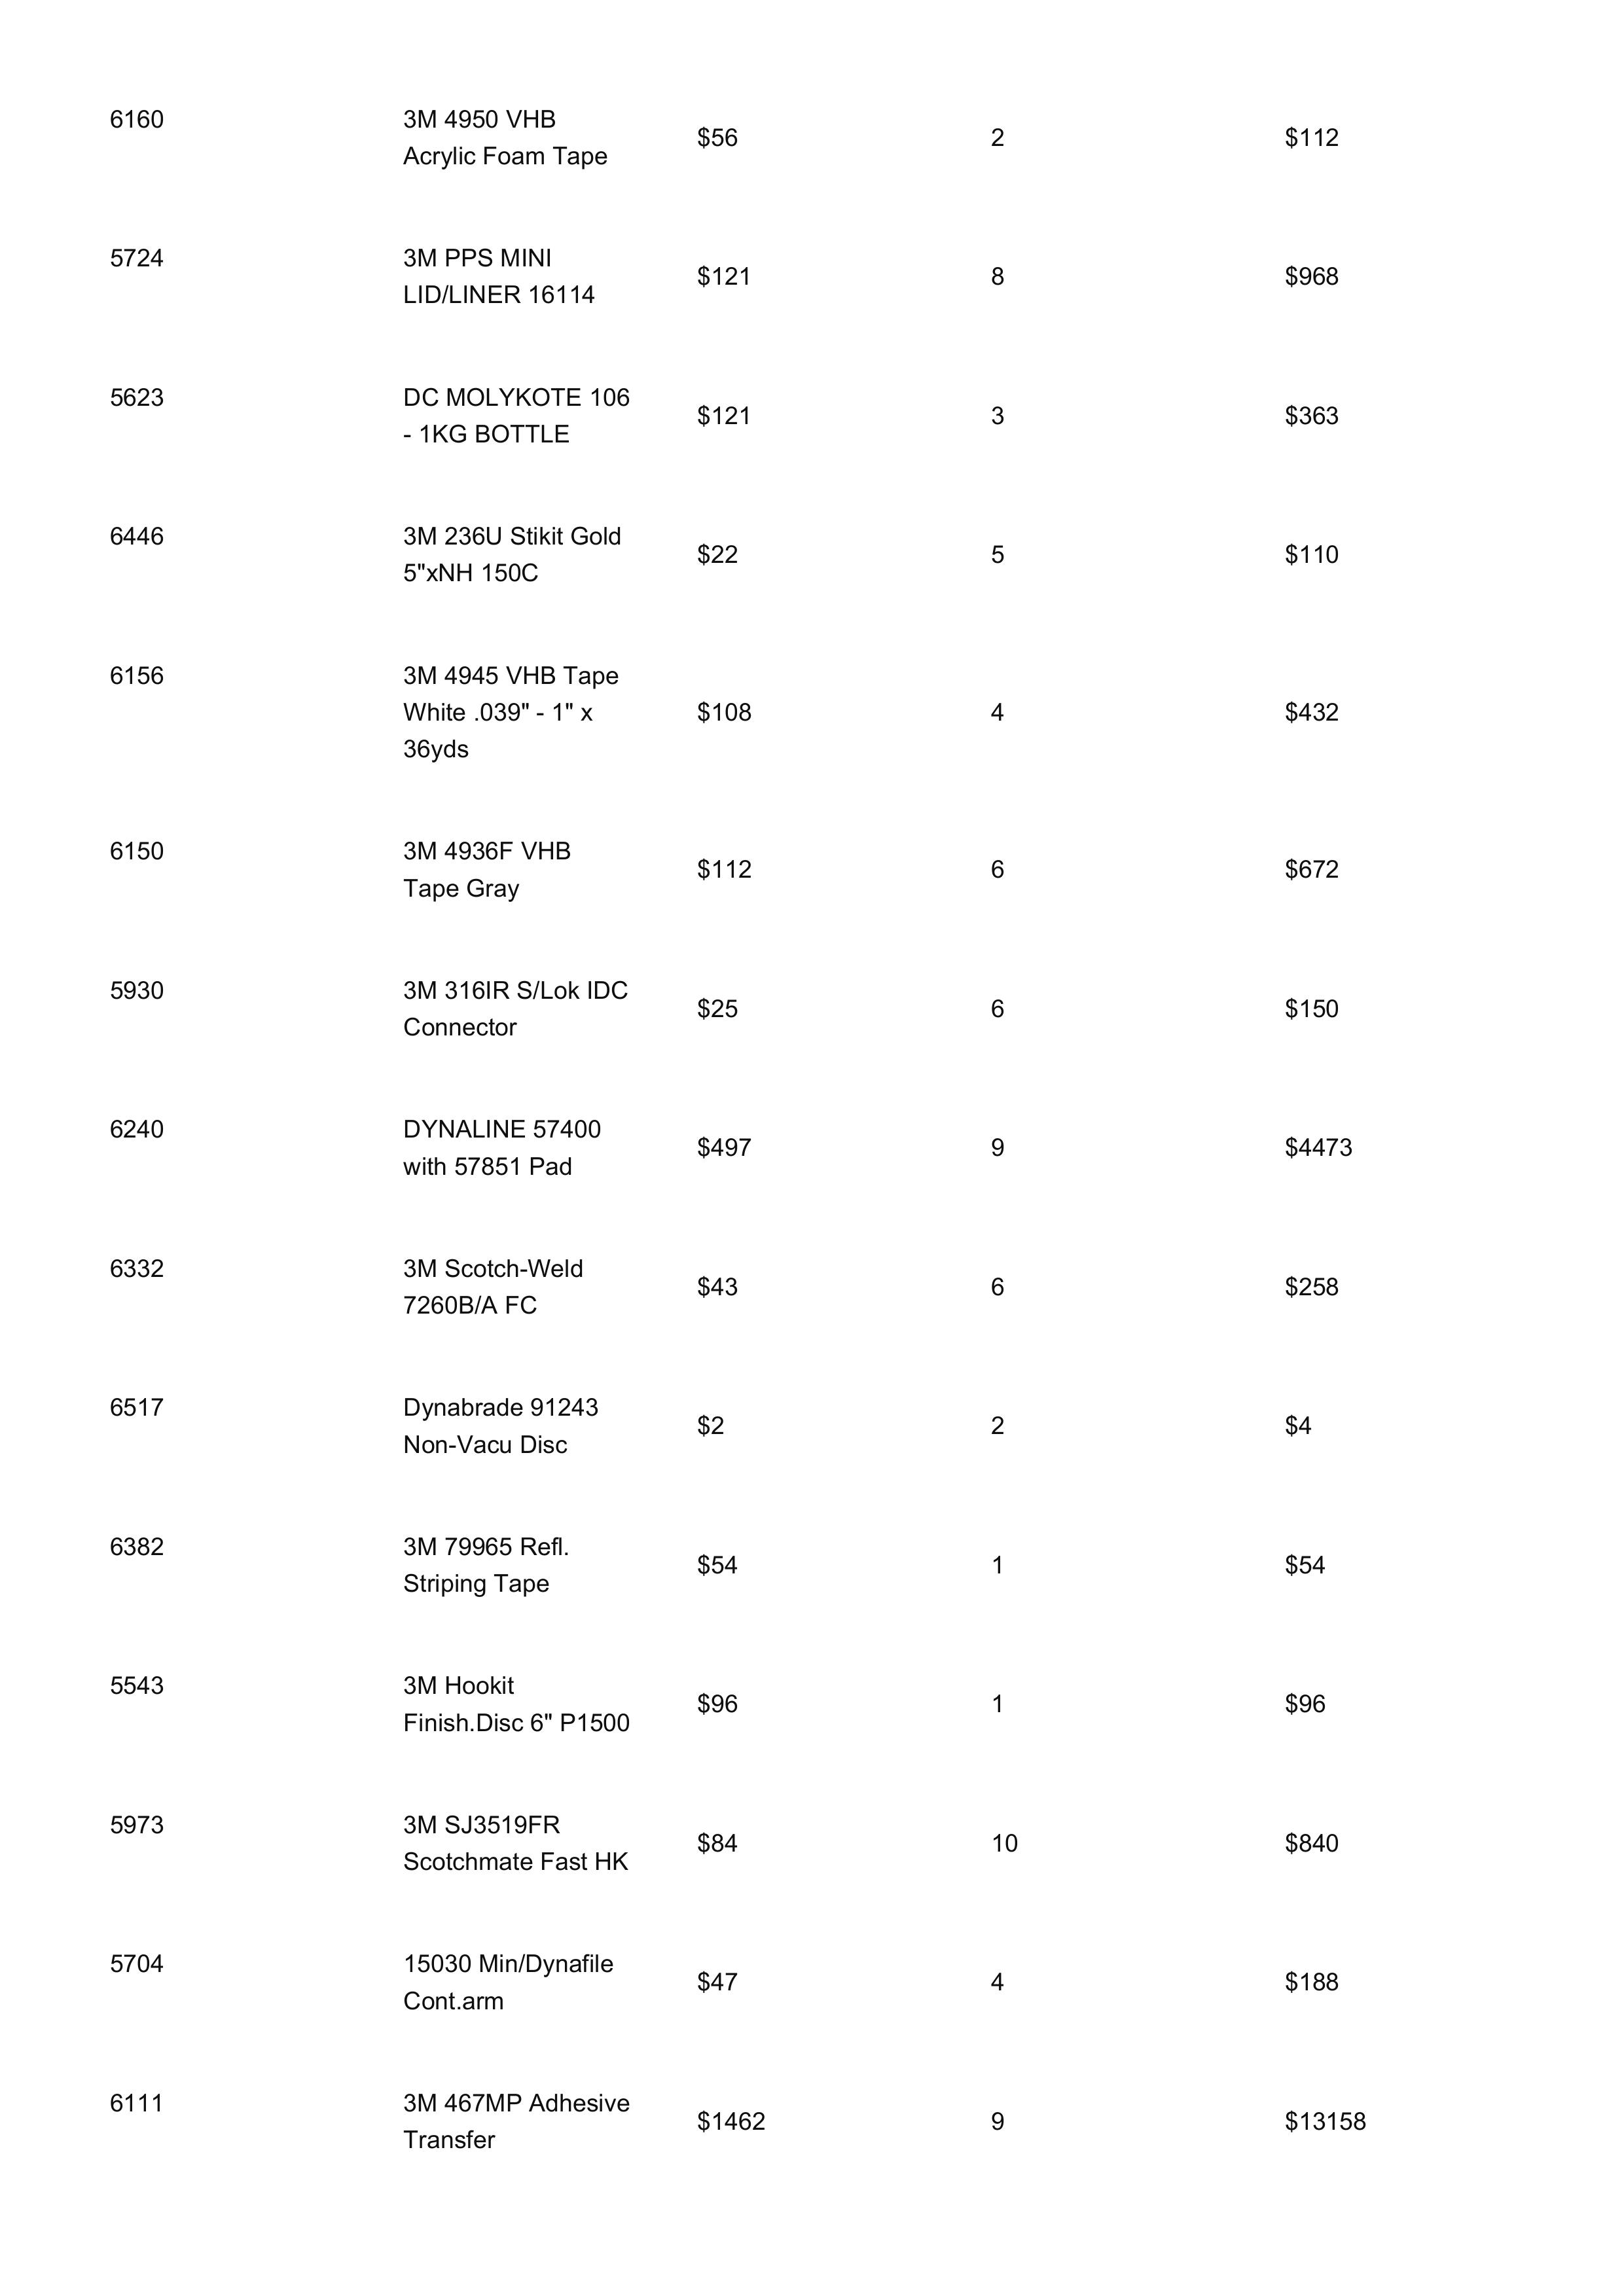 6160
3M 4950 VHB
Acrylic Foam Tape
$56
2
$112
5724
3M PPS MINI
LID/LINER 16114
$121
8
$968
5623
DC MOLYKOTE 106
- 1KG BOTTLE
$121
3
$363
6446
3M 236U Stikit Gold
5"xNH 150C
$22
5
$110
6156
3M 4945 VHB Tape
White .039" - 1" x
36yds
$108
4
$432
6150
3M 4936F VHB
Tape Gray
$112
6
$672
5930
3M 316IR S/Lok IDC
Connector
$25
6
$150
6240
DYNALINE 57400
with 57851 Pad
$497
9
$4473
6332
3M Scotch-Weld
7260B/A FC
$43
6
$258
6517
Dynabrade 91243
Non-Vacu Disc
$2
2
$4
6382
3M 79965 Refl.
Striping Tape
$54
1
$54
5543
3M Hookit
Finish.Disc 6" P1500
$96
1
$96
5973
3M SJ3519FR
Scotchmate Fast HK
$84
10
$840
5704
15030 Min/Dynafile
Cont.arm
$47
4
$188
6111
3M 467MP Adhesive
Transfer
$1462
9
$13158